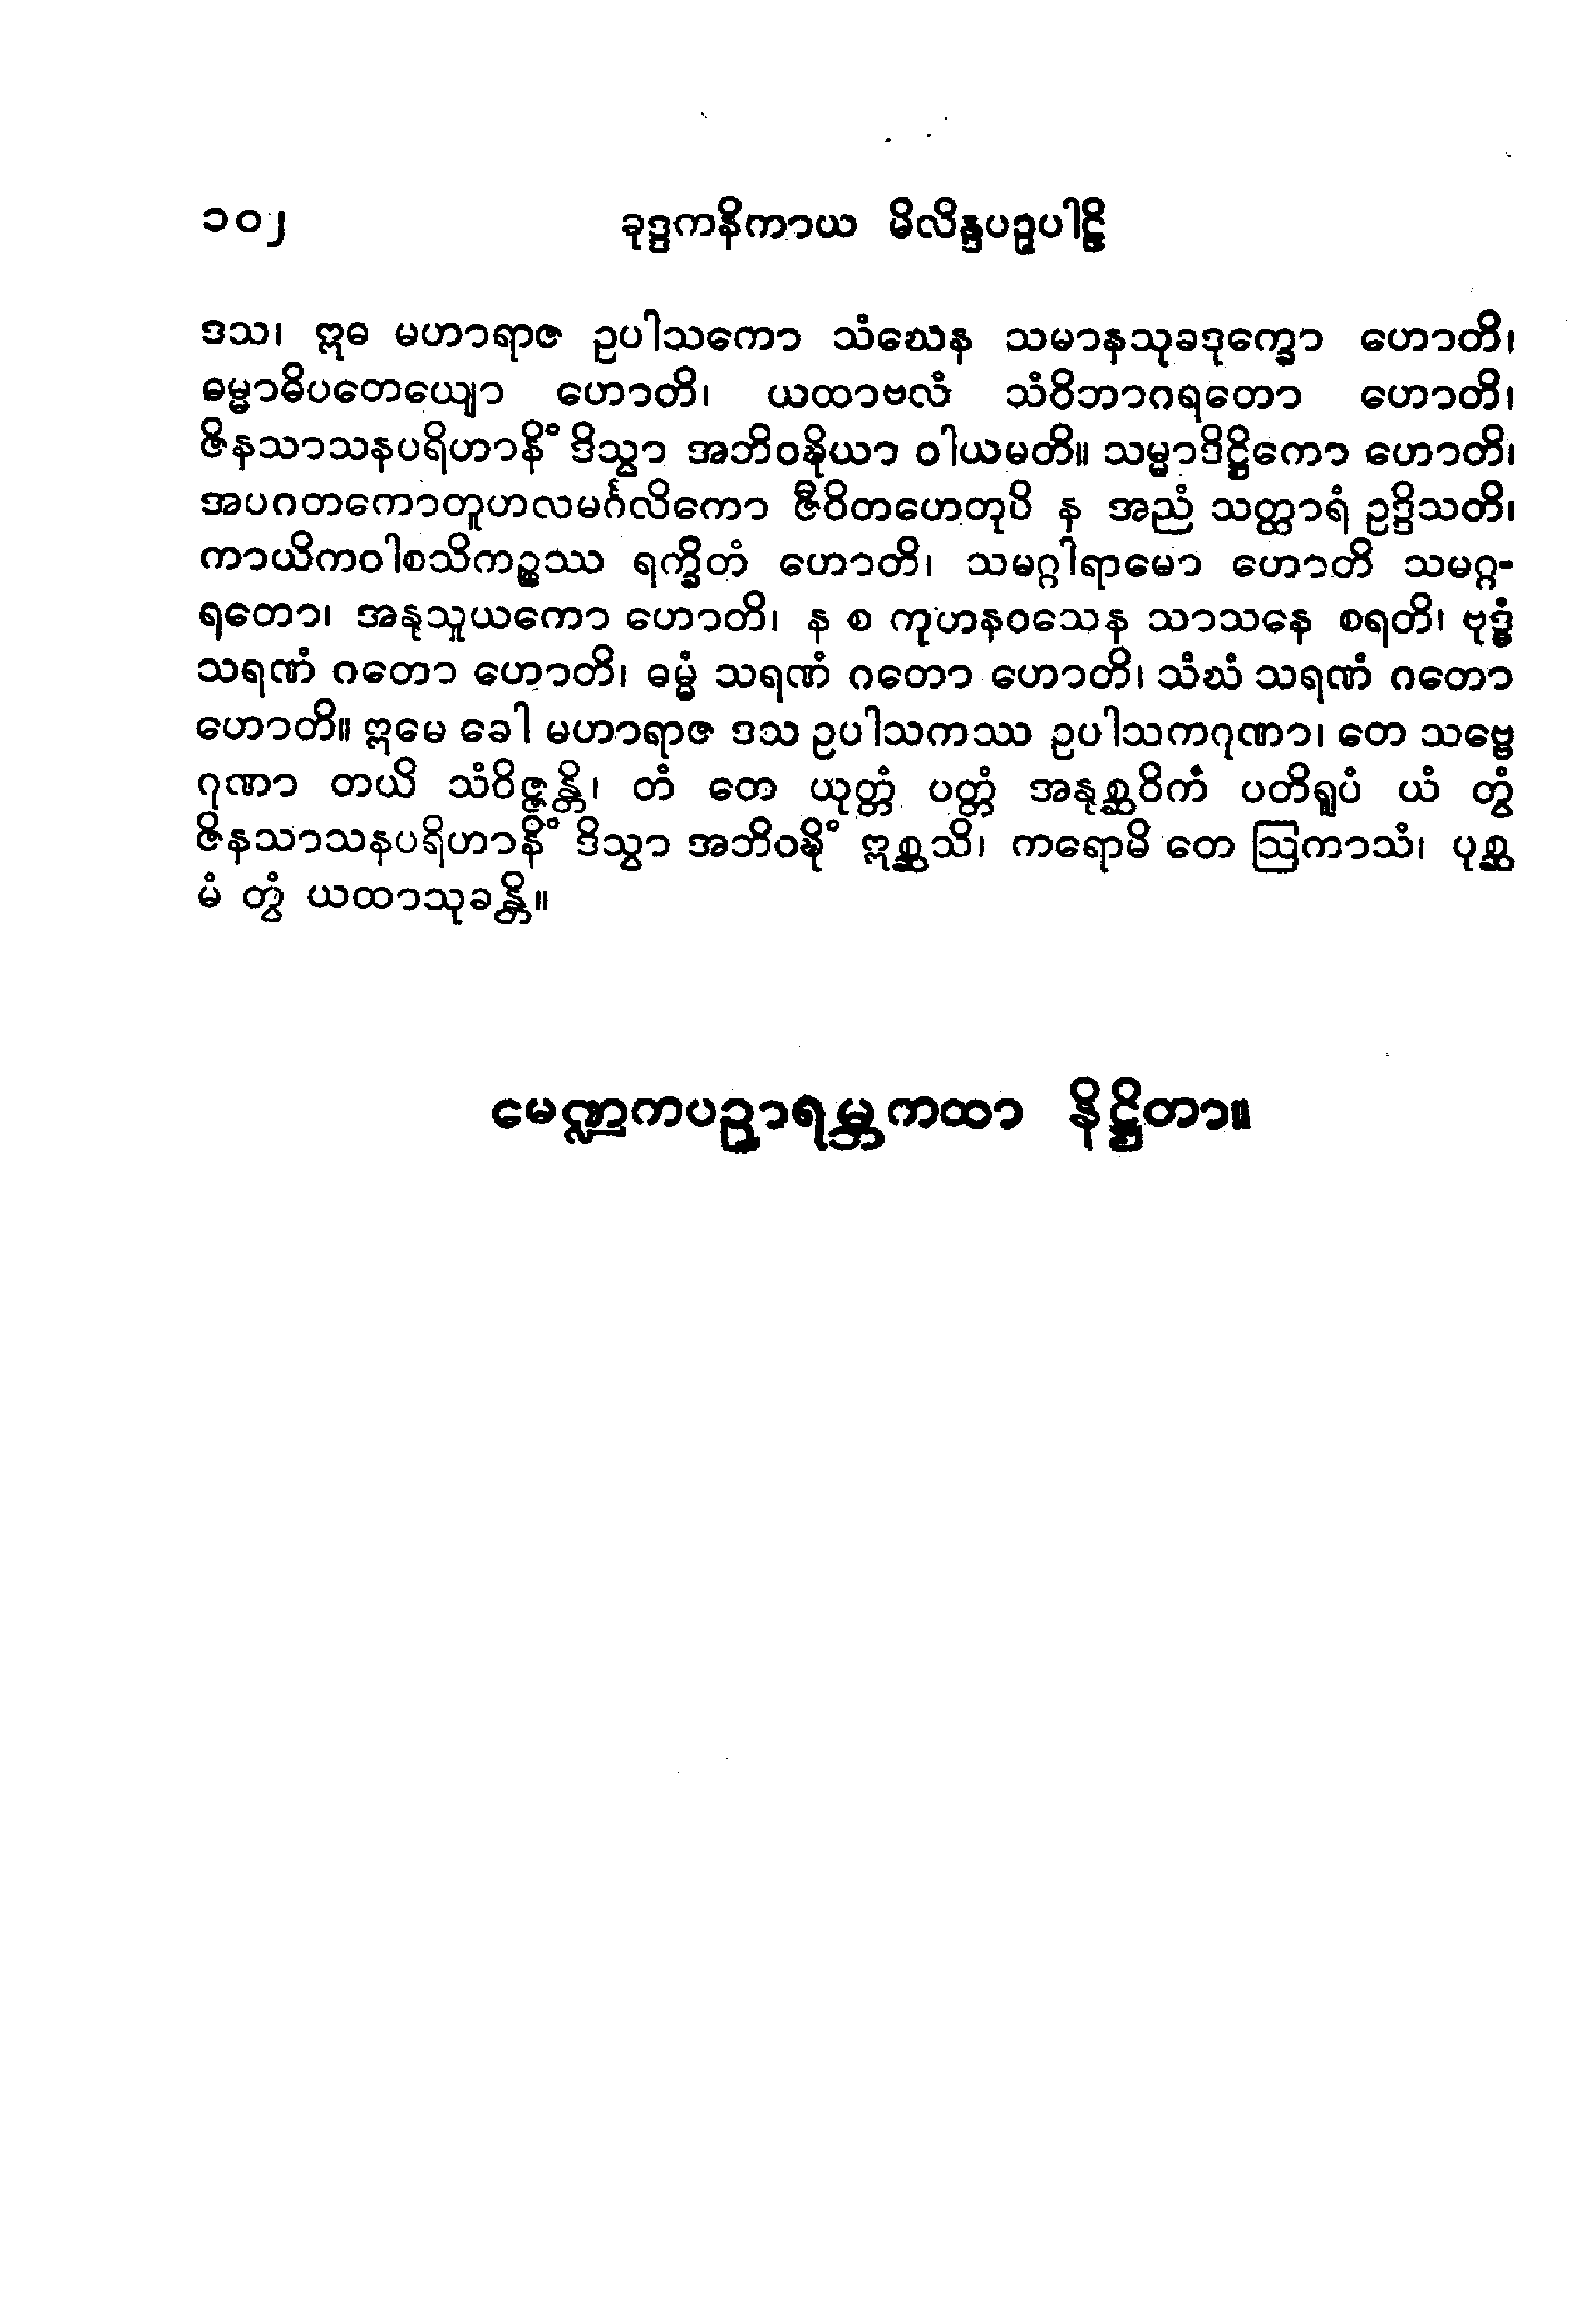 ၁၀၂ ခုဒ္ဒကနိကာယ မိလိန္ဒပဉှပါဠိ
ဒသ၊ ဣဓ မဟာရာဇ ဥပါသကော သံဃေန သမာနသုခဒုက္ခော ဟောတိ၊
ဓမ္မာဓိပတေယျော ဟောတိ၊ ယထာဗလံ သံဝိဘာဂရတော ဟောတိ၊
ဇိနသာသနပရိဟာနိံ ဒိသွာ အဘိဝဍ္ဎိယာ ဝါယမတိ။ သမ္မာဒိဋ္ဌိကော ဟောတိ၊
အပဂတကောတူဟလမင်္ဂလိကော ဇီဝိတဟေတုပိ န အညံ သတ္ထာရံ ဥဒ္ဒိသတိ၊
ကာယိကဝါစသိကဉ္စဿ ရက္ခိတံ ဟောတိ၊ သမဂ္ဂါရာမော ဟောတိ သမဂ္ဂ-
ရတော၊ အနုသူယကော ဟောတိ၊ န စ ကုဟနဝသေန သာသနေ စရတိ၊ ဗုဒ္ဓံ
သရဏံ ဂတော ဟောတိ၊ ဓမ္မံ သရဏံ ဂတော ဟောတိ၊ သံဃံ သရဏံ ဂတော
ဟောတိ။ ဣမေ ခေါ မဟာရာဇ ဒသ ဥပါသကဿ ဥပါသကဂုဏာ၊ တေ သဗ္ဗေ
ဂုဏာ တယိ သံဝိဇ္ဇန္တိ၊ တံ တေ ယုတ္တံ ပတ္တံ အနုစ္ဆဝိကံ ပတိရူပံ ယံ တွံ
ဇိနသာသနပရိဟာနိံ ဒိသွာ အဘိဝဍ္ဎိံ ဣစ္ဆသိ၊ ကရောမိ တေ ဩကာသံ၊ ပုစ္ဆ
မံ တွံ ယထာသုခန္တိ။
မေဏ္ဍကပဉှာရမ္ဘကထာ နိဋ္ဌိတာ။